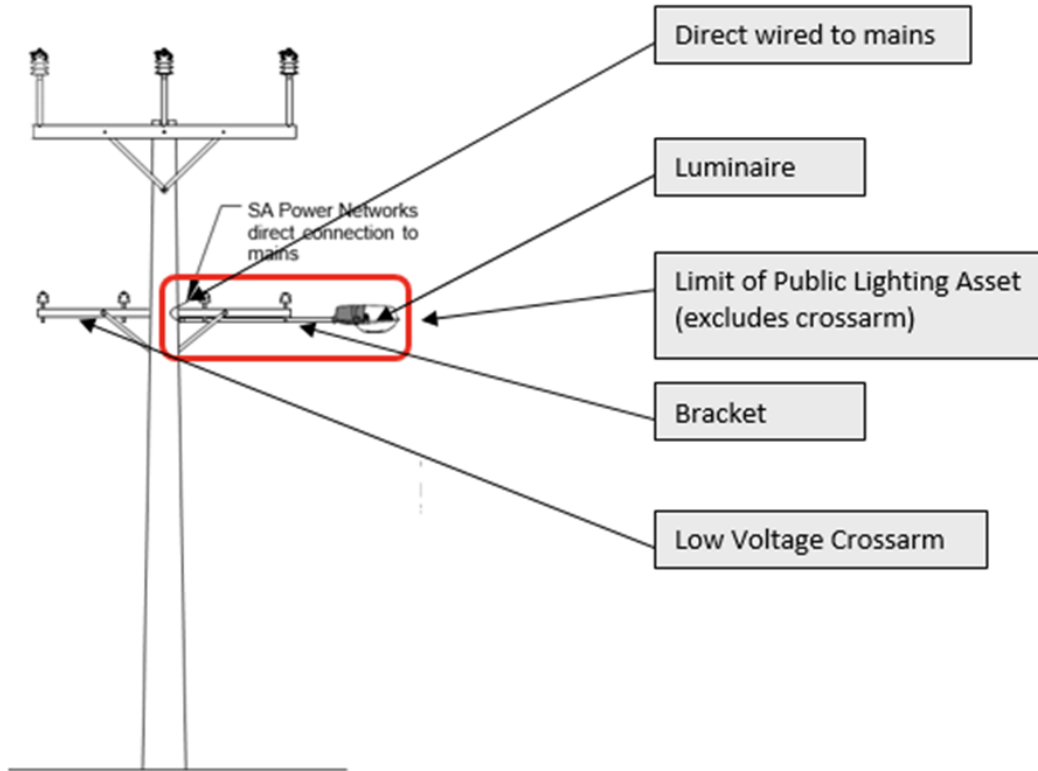 Direct wired to mains
Luminaire
SA Power Networks
direct connection to
mains
Limit of Public Lighting Asset
(excludes crossarm)
Bracket
Low Voltage Crossarm